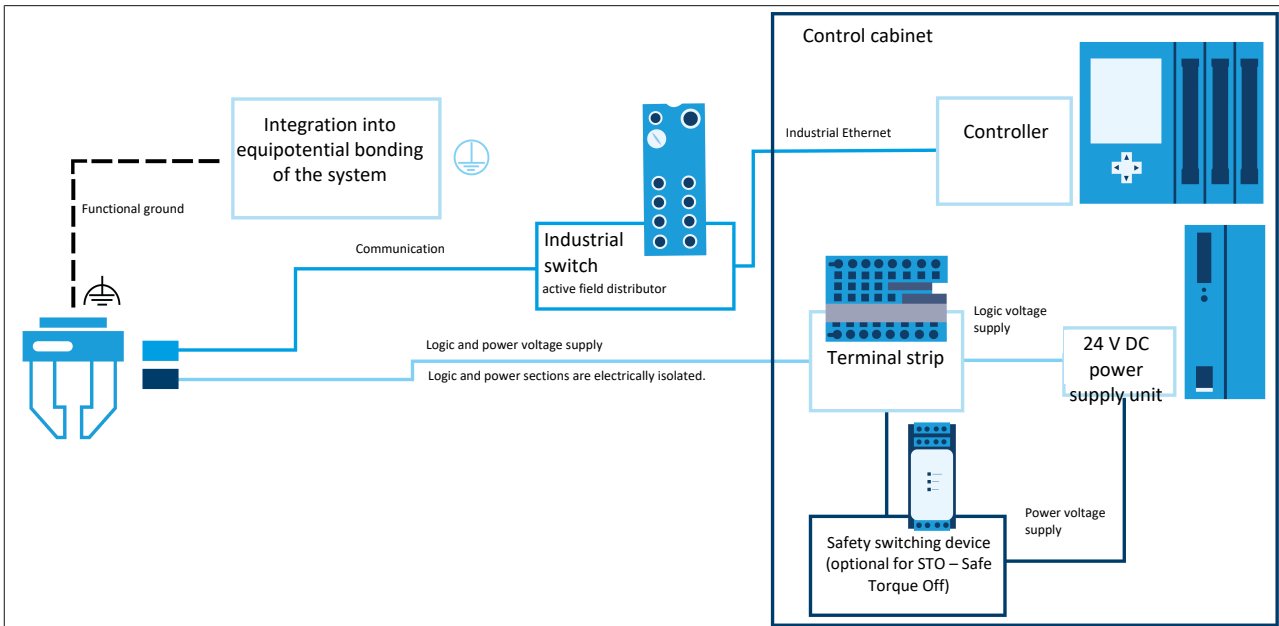 Control cabinet
Integration into
equipotential bonding
of the system
Functional ground
Industrial Ethernet
Controller
Communication
Industrial
switch
active field distributor
Logic and power voltage supply
Logic and power sections are electrically isolated.
Terminal strip
Logic voltage
supply
24 V DC
power
supply unit
Power voltage
supply
Safety switching device
(optional for STO – Safe
Torque Off)